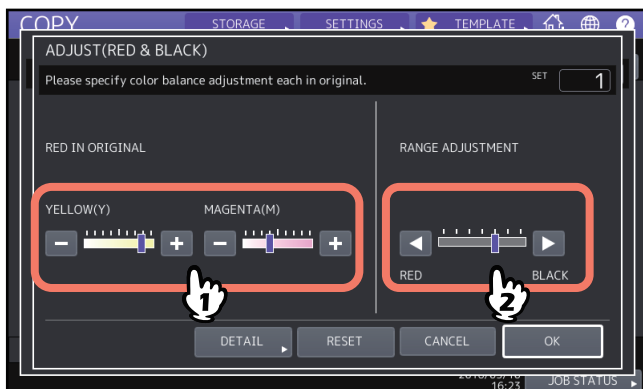 COPY
STORAGE SETTINGS TEMPLATE ?
ADJUST(RED & BLACK)
Please specify color balance adjustment each in original.
SET 1
RED IN ORIGINAL
RANGE ADJUSTMENT
YELLOW(Y) MAGENTA(M)
− + − +
RED BLACK
1 2
DETAIL RESET CANCEL OK
16:23 JOB STATUS